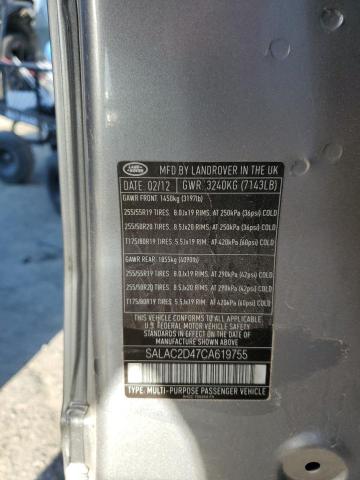 LAND ROVER
MFD BY LANDROVER IN THE UK
DATE: 02/12 GWR 3240KG (7143LB)
GAWR FRONT 1450kg (3197lb)
255/55R19 TIRES. 8.0Jx19 RIMS. AT 250kPa (36psi) COLD
255/50R20 TIRES. 8.5Jx20 RIMS. AT 250kPa (36psi) COLD
T175/80R19 TIRES. 5.5Jx19 RIMS. AT 420kPa (60psi) COLD
GAWR REAR 1855kg (4090lb)
255/55R19 TIRES. 8.0Jx19 RIMS. AT 290kPa (42psi) COLD
255/50R20 TIRES. 8.5Jx20 RIMS. AT 290kPa (42psi) COLD
T175/80R19 TIRES. 5.5Jx19 RIMS. AT 420kPa (60psi) COLD
THIS VEHICLE CONFORMS TO ALL APPLICABLE
U.S FEDERAL MOTOR VEHICLE SAFETY
STANDARDS IN EFFECT ON THE DATE OF
MANUFACTURE SHOWN ABOVE
SALAC2D47CA619755
TYPE: MULTI-PURPOSE PASSENGER VEHICLE